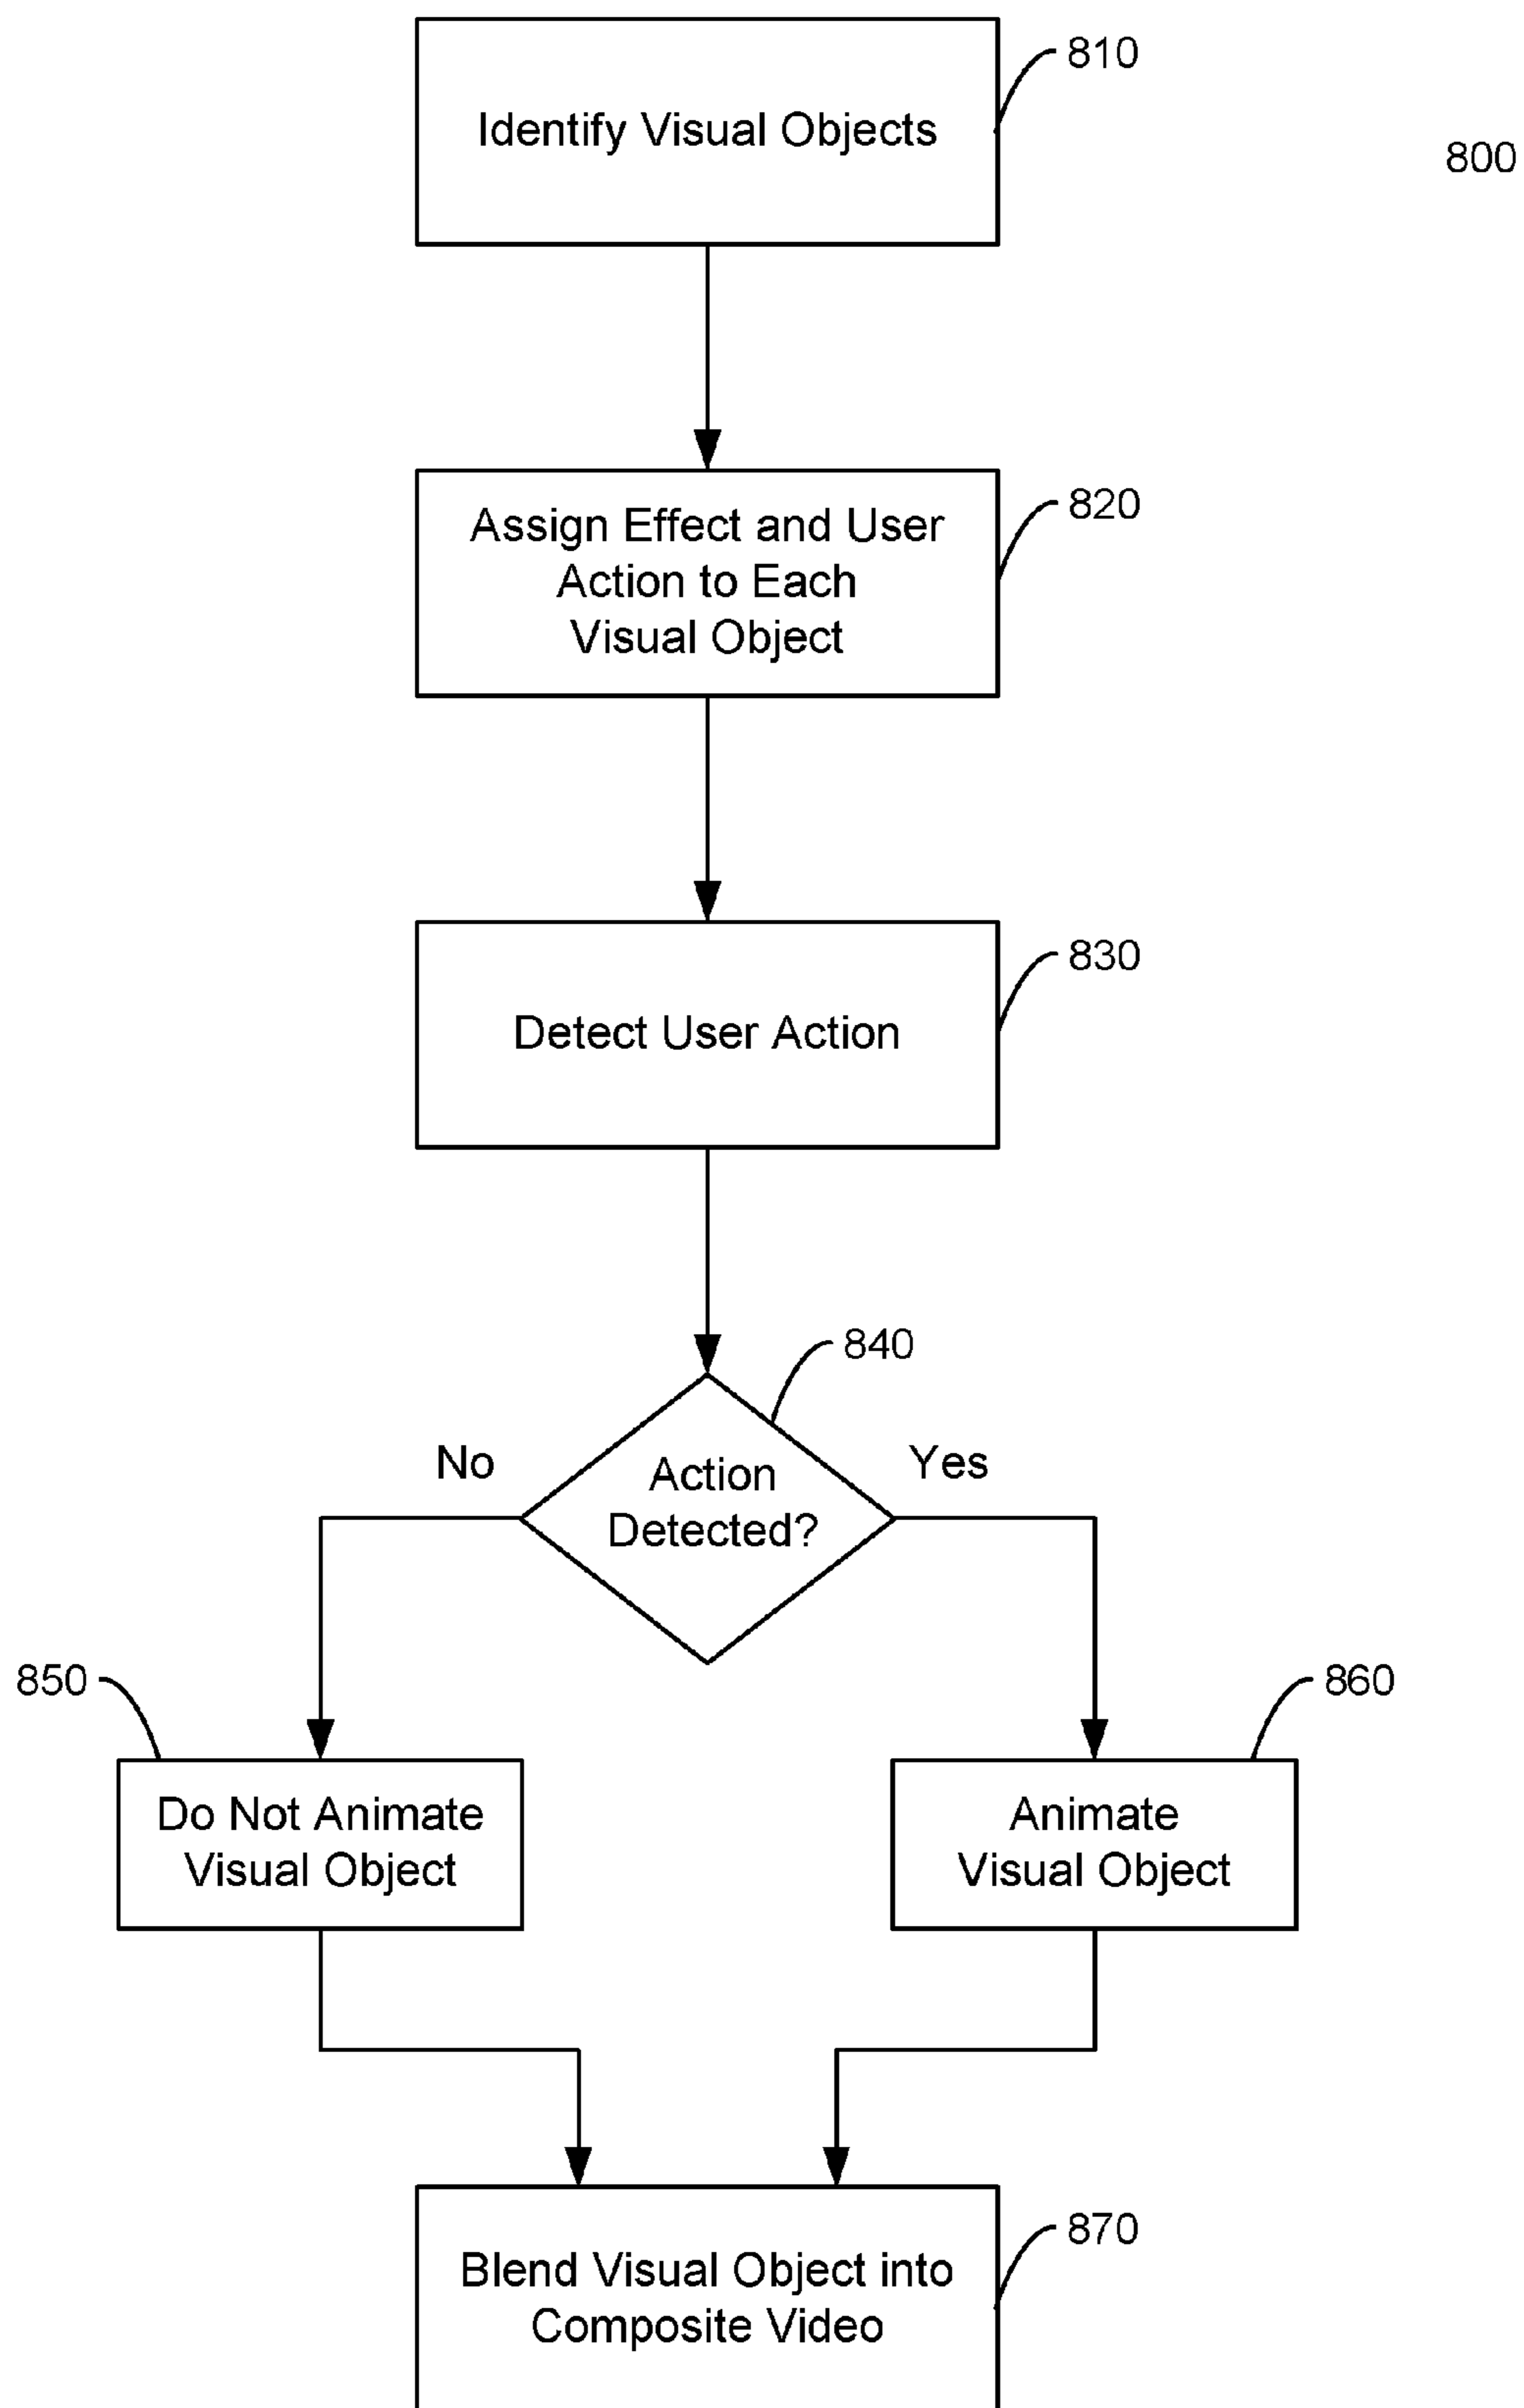 810
Identify Visual Objects
800
820
Assign Effect and User
Action to Each
Visual Object
830
Detect User Action
840
No
Yes
Action
Detected?
850
860
Do Not Animate
Visual Object
Animate
Visual Object
870
Blend Visual Object into
Composite Video